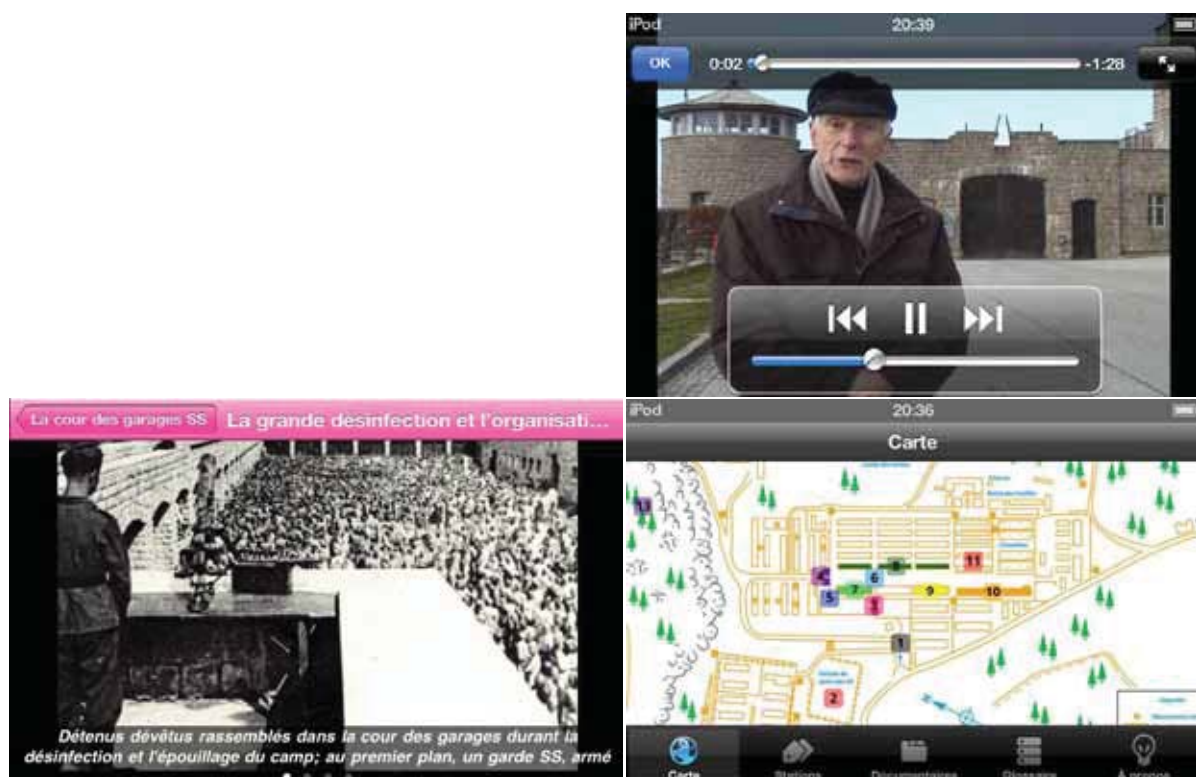 iPod 20:39
OK 0:02 -1:28
La cour des garages SS La grande désinfection et l'organisati...
Détenus dévêtus rassemblés dans la cour des garages durant la
désinfection et l'épouillage du camp; au premier plan, un garde SS, armé
iPod 20:36
Carte
13
8
11
4
6
5
7
9
10
3
1
2
Carte Stations Documentaires Glossaire A propos